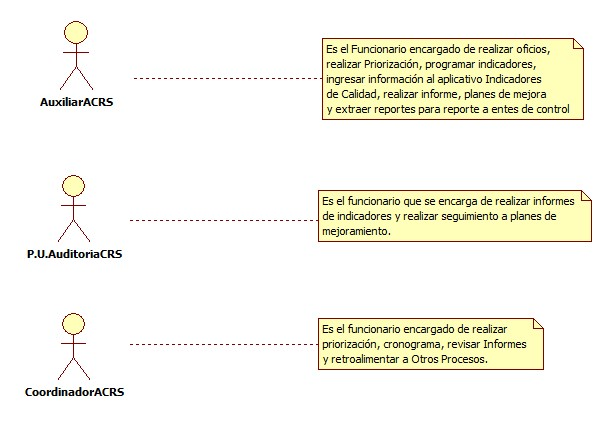 Es el Funcionario encargado de realizar oficios,
realizar Priorización, programar indicadores,
ingresar información al aplicativo Indicadores
de Calidad, realizar informe, planes de mejora
y extraer reportes para reporte a entes de control
AuxiliarACRS
Es el funcionario que se encarga de realizar informes
de indicadores y realizar seguimiento a planes de
mejoramiento.
P.U.AuditoriaCRS
Es el funcionario encargado de realizar
priorización, cronograma, revisar Informes
y retroalimentar a Otros Procesos.
CoordinadorACRS